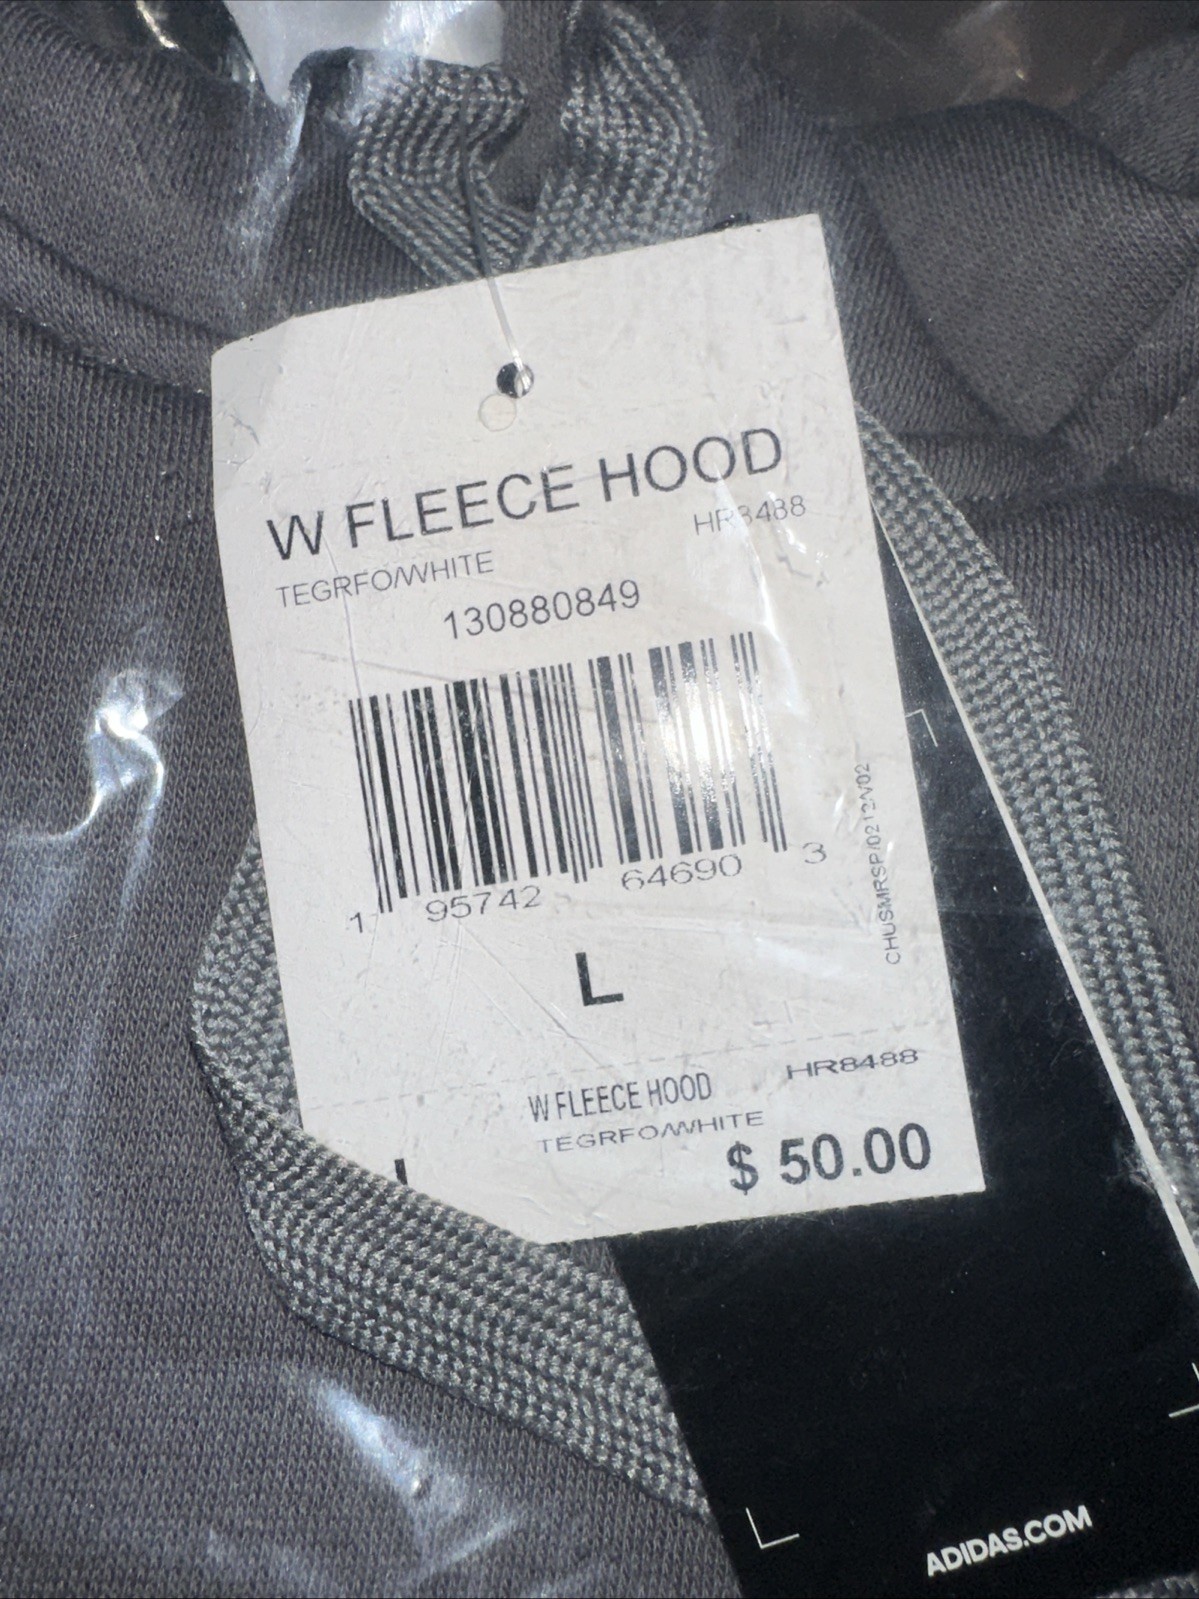 W FLEECE HOOD
HR8488
TEGRFO/WHITE
130880849
1 95742 64690 3
CHUSMRSP/0212/V02
L
HR8488
W FLEECE HOOD
TEGRFO/WHITE
$ 50.00
ADIDAS.COM